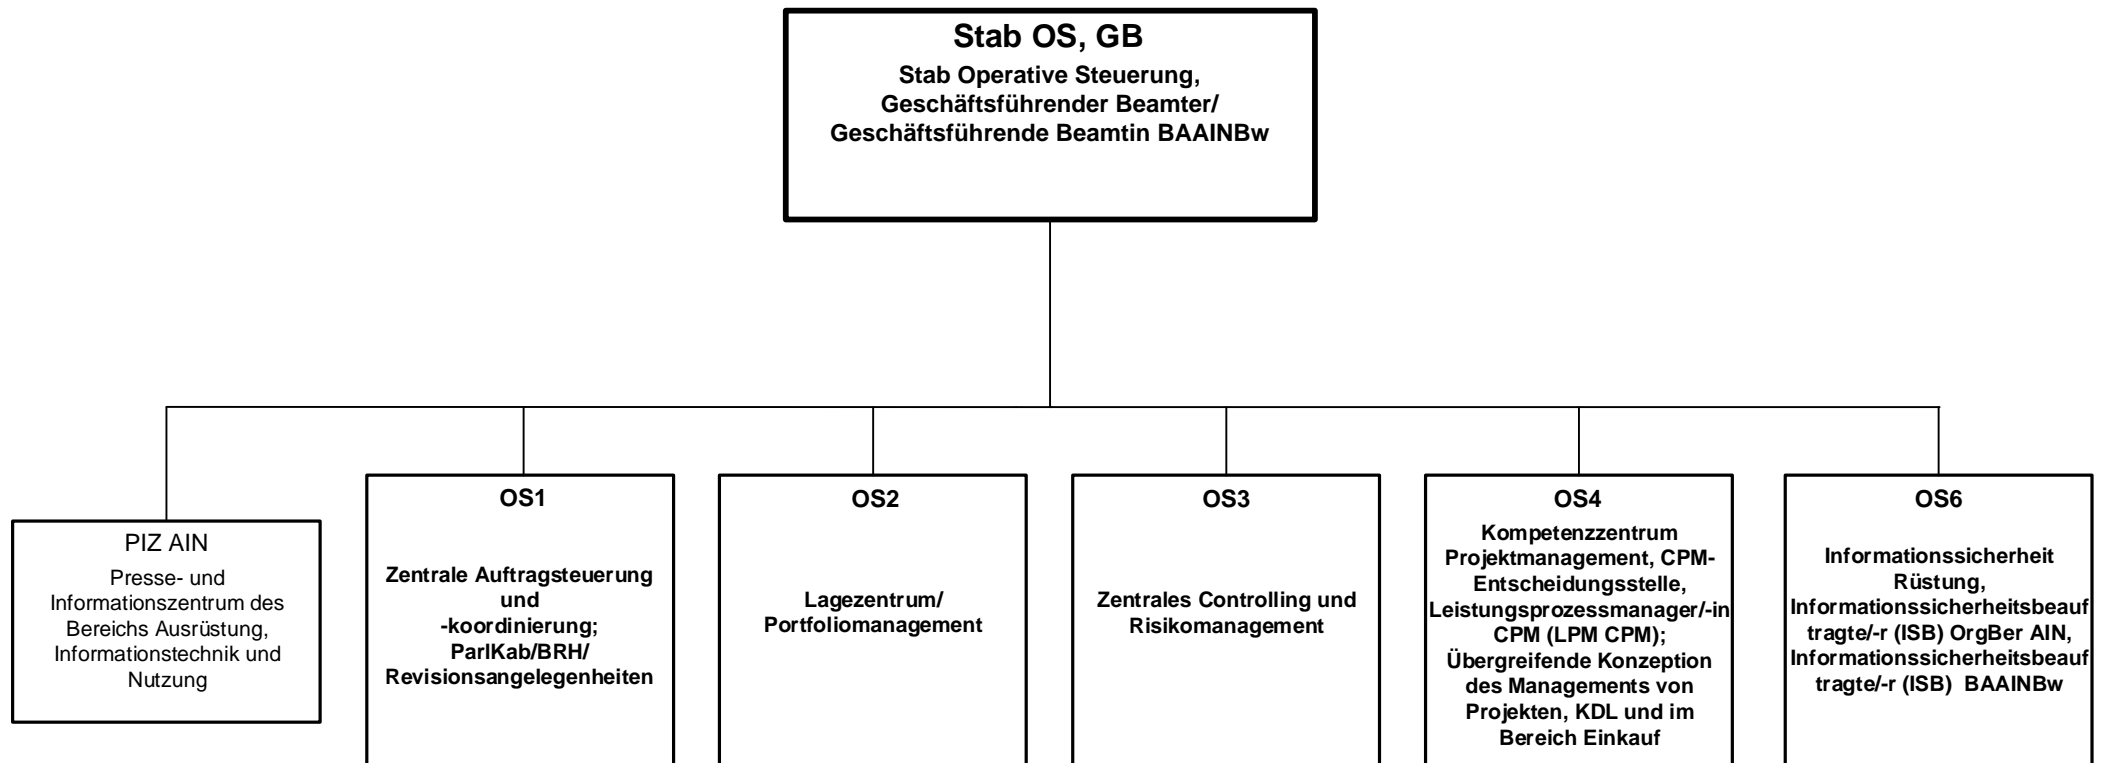 Stab OS, GB
Stab Operative Steuerung,
Geschäftsführender Beamter/
Geschäftsführende Beamtin BAAINBw
PIZ AIN
Presse- und
Informationszentrum des
Bereichs Ausrüstung,
Informationstechnik und
Nutzung
OS1
Zentrale Auftragsteuerung
und
-koordinierung;
ParlKab/BRH/
Revisionsangelegenheiten
OS2
Lagezentrum/
Portfoliomanagement
OS3
Zentrales Controlling und
Risikomanagement
OS4
Kompetenzzentrum
Projektmanagement, CPM-
Entscheidungsstelle,
Leistungsprozessmanager/-in
CPM (LPM CPM);
Übergreifende Konzeption
des Managements von
Projekten, KDL und im
Bereich Einkauf
OS6
Informationssicherheit
Rüstung,
Informationssicherheitsbeauf
tragte/-r (ISB) OrgBer AIN,
Informationssicherheitsbeauf
tragte/-r (ISB) BAAINBw